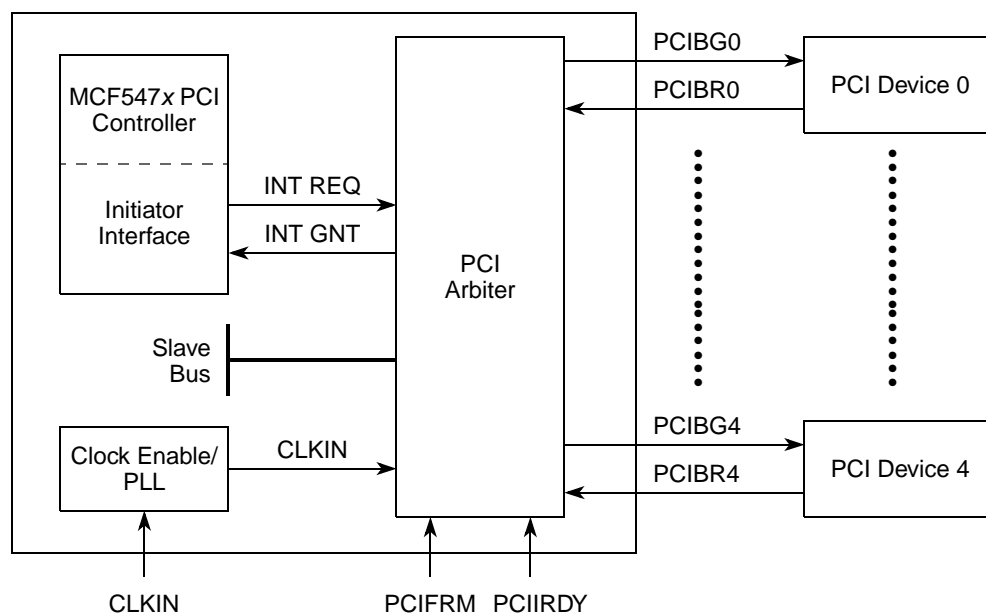 MCF547x PCI
Controller
Initiator
Interface
INT REQ
INT GNT
PCI
Arbiter
Slave
Bus
Clock Enable/
PLL
CLKIN
CLKIN
PCIFRM
PCIIRDY
PCIBG0
PCIBR0
PCI Device 0
PCIBG4
PCIBR4
PCI Device 4